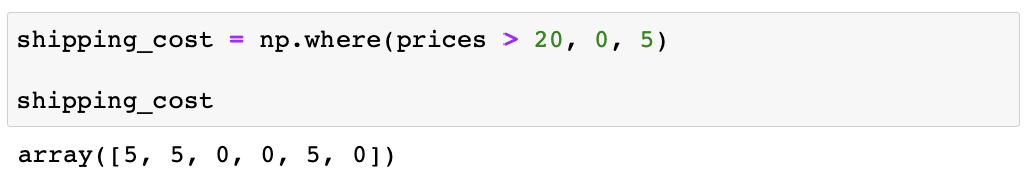 shipping_cost = np.where(prices > 20, 0, 5)
shipping_cost
array([5, 5, 0, 0, 5, 0])